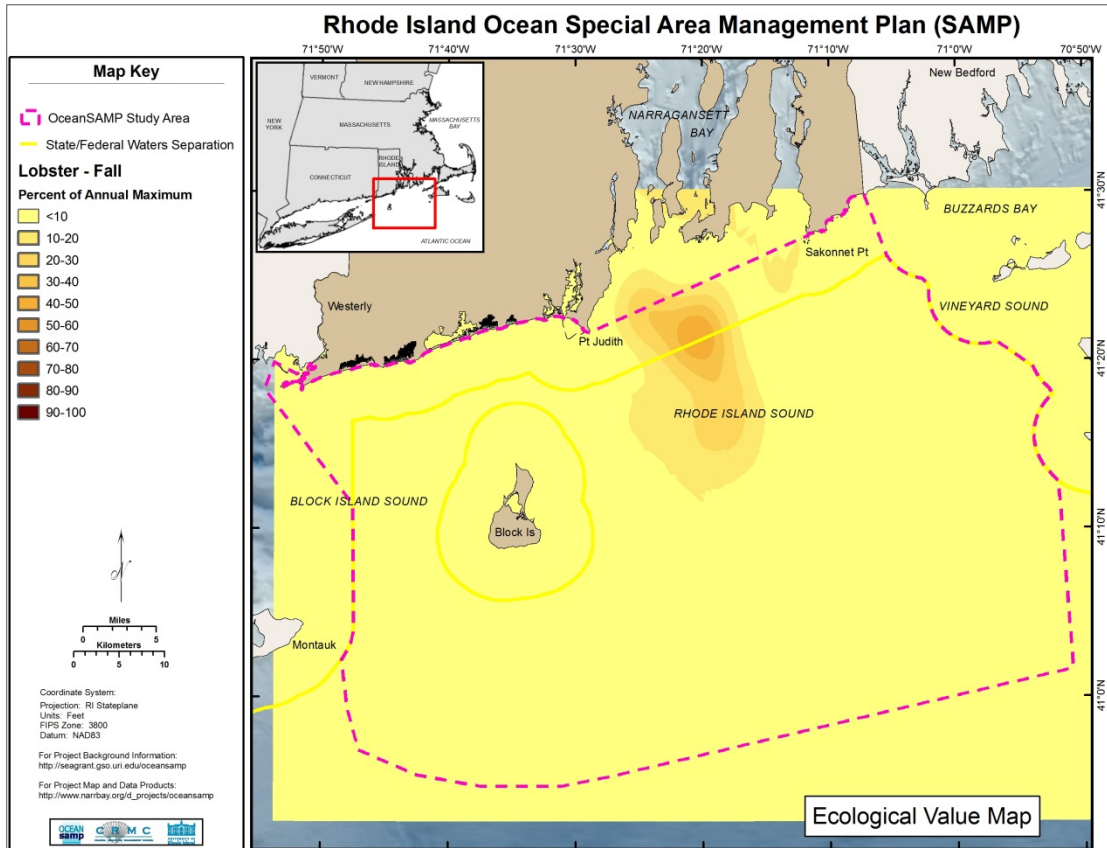 Rhode Island Ocean Special Area Management Plan (SAMP)
Map Key
OceanSAMP Study Area
State/Federal Waters Separation
Lobster - Fall
Percent of Annual Maximum
<10
10-20
20-30
30-40
40-50
50-60
60-70
70-80
80-90
90-100
N
Miles
0 5
Kilometers
0 5 10
Coordinate System:
Projection: RI Stateplane
Units: Feet
FIPS Zone: 3800
Datum: NAD83
For Project Background Information:
http://seagrant.gso.uri.edu/oceansamp
For Project Map and Data Products:
http://www.narrbay.org/d_projects/oceansamp
OCEAN
samp
C R M C
71°50'W 71°40'W 71°30'W 71°20'W 71°10'W 71°0'W 70°50'W
VERMONT
NEW HAMPSHIRE
NEW
YORK
MASSACHUSETTS
MASSACHUSETTS
BAY
CONNECTICUT
RHODE
ISLAND
ATLANTIC OCEAN
New Bedford
NARRAGANSETT
BAY
41°30'N
BUZZARDS BAY
Sakonnet Pt
Westerly
VINEYARD SOUND
Pt Judith
41°20'N
RHODE ISLAND SOUND
BLOCK ISLAND SOUND
41°10'N
Block Is
Montauk
41°0'N
Ecological Value Map